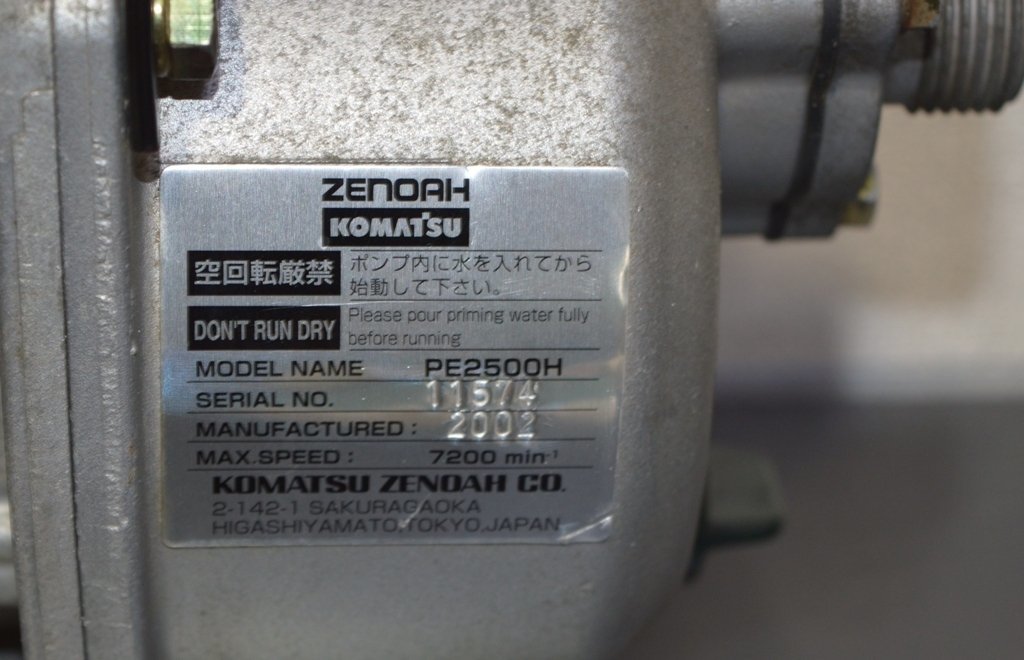 ZENOAH
KOMATSU
空回転厳禁 ポンプ内に水を入れてから
始動して下さい。
DON'T RUN DRY Please pour priming water fully
before running
MODEL NAME PE2500H
SERIAL NO. 11574
MANUFACTURED : 2002
MAX.SPEED : 7200 min-1
KOMATSU ZENOAH CO.
2-142-1 SAKURAGAOKA
HIGASHIYAMATO,TOKYO,JAPAN